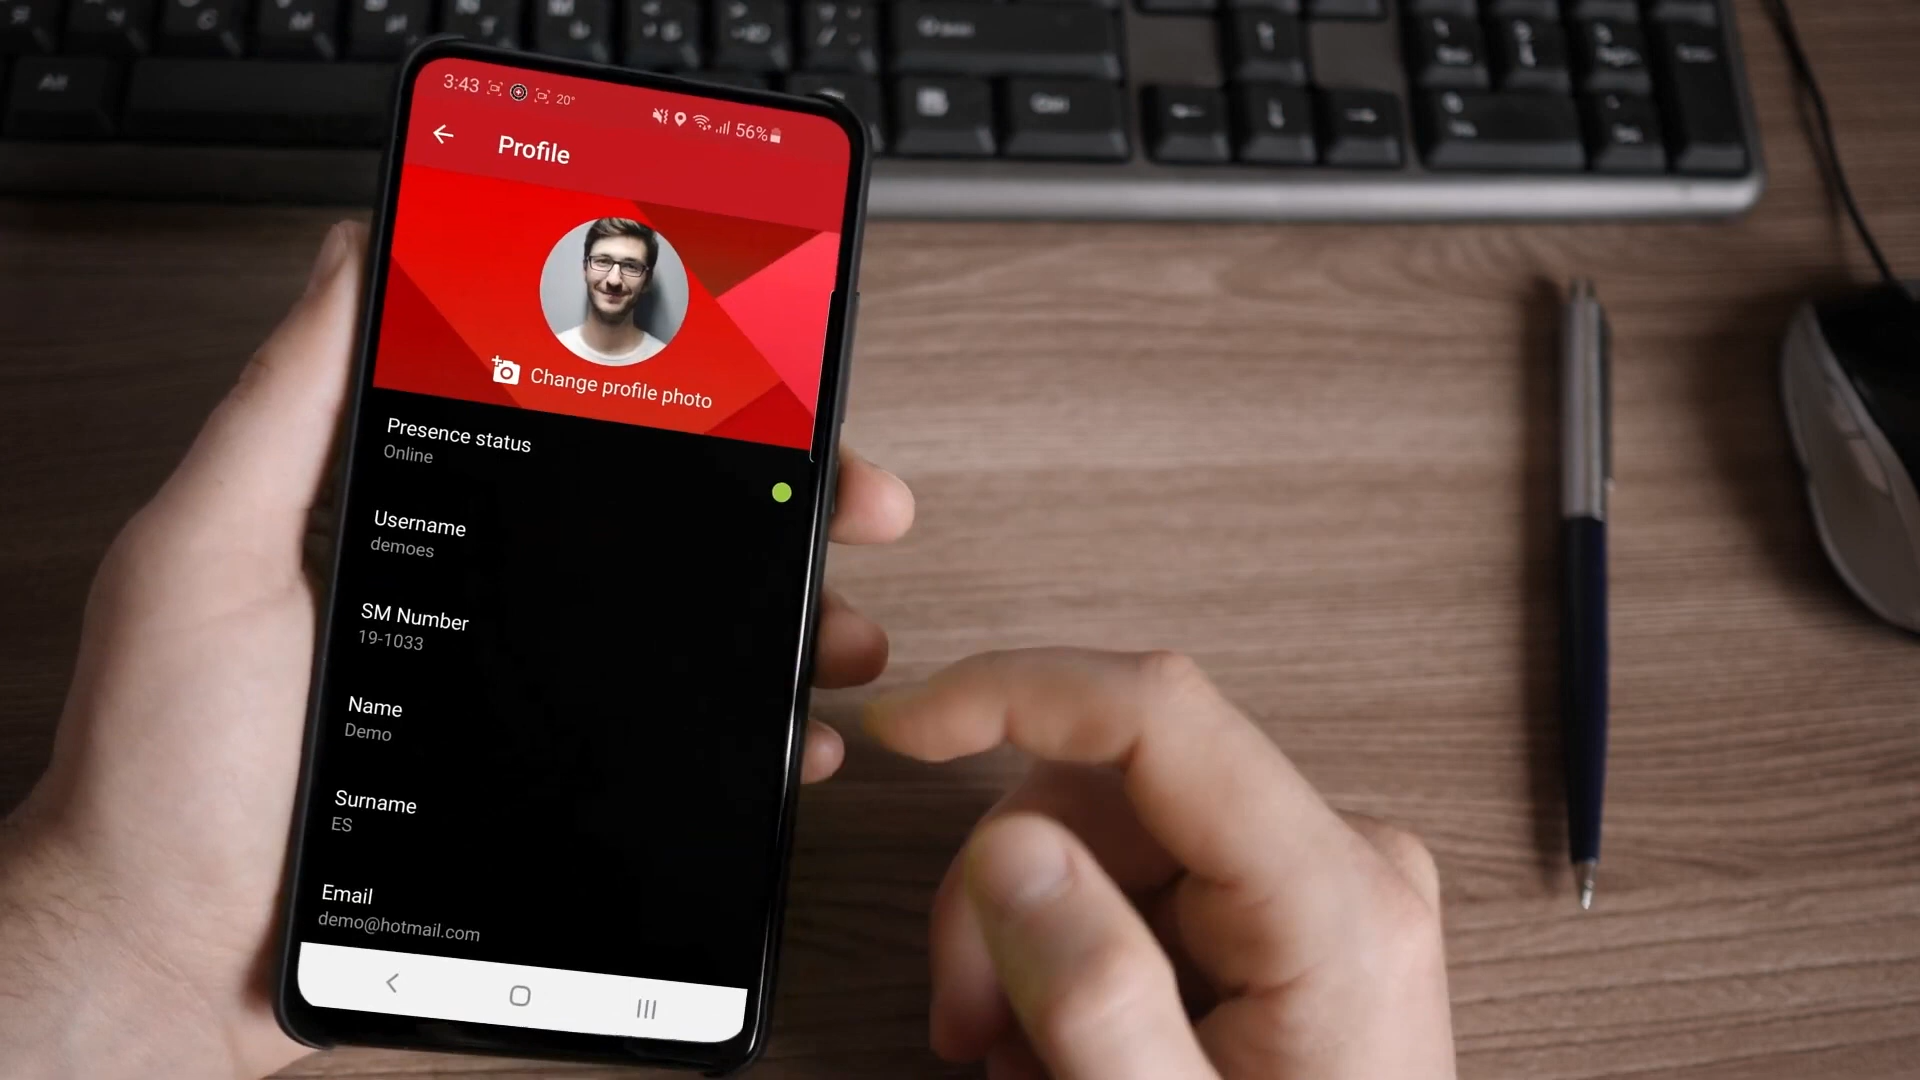 3:43 20° 56%
Profile
Change profile photo
Presence status
Online
Username
demoes
SM Number
19-1033
Name
Demo
Surname
ES
Email
demo@hotmail.com